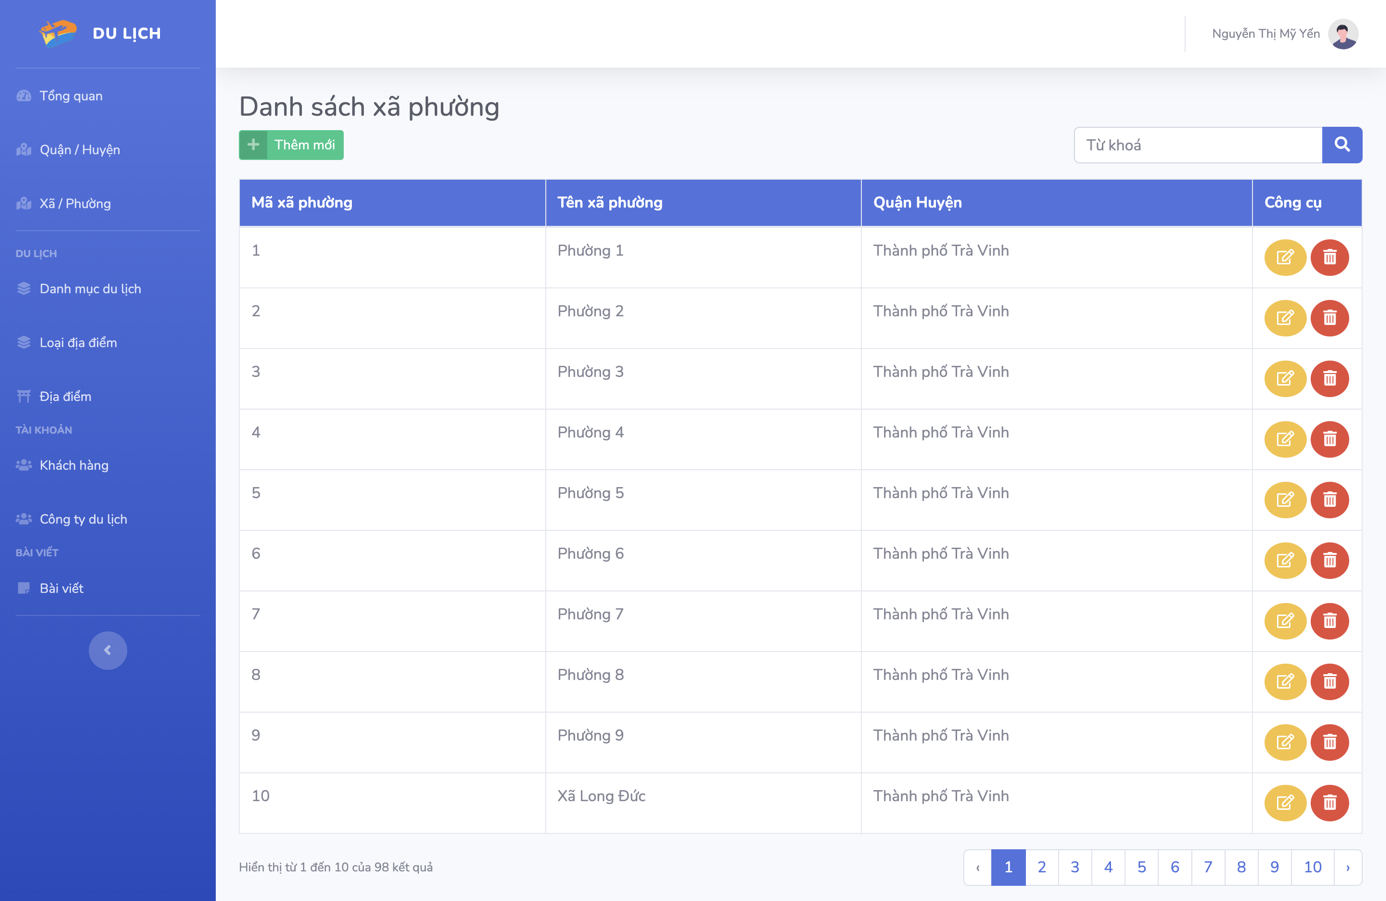 DU LỊCH
Tổng quan
Quận / Huyện
Xã / Phường
DU LỊCH
Danh mục du lịch
Loại địa điểm
Địa điểm
TÀI KHOẢN
Khách hàng
Công ty du lịch
BÀI VIẾT
Bài viết
Nguyễn Thị Mỹ Yến
Danh sách xã phường
Thêm mới
Từ khoá
Mã xã phường Tên xã phường Quận Huyện Công cụ
1 Phường 1 Thành phố Trà Vinh
2 Phường 2 Thành phố Trà Vinh
3 Phường 3 Thành phố Trà Vinh
4 Phường 4 Thành phố Trà Vinh
5 Phường 5 Thành phố Trà Vinh
6 Phường 6 Thành phố Trà Vinh
7 Phường 7 Thành phố Trà Vinh
8 Phường 8 Thành phố Trà Vinh
9 Phường 9 Thành phố Trà Vinh
10 Xã Long Đức Thành phố Trà Vinh
Hiển thị từ 1 đến 10 của 98 kết quả
‹ 1 2 3 4 5 6 7 8 9 10 ›